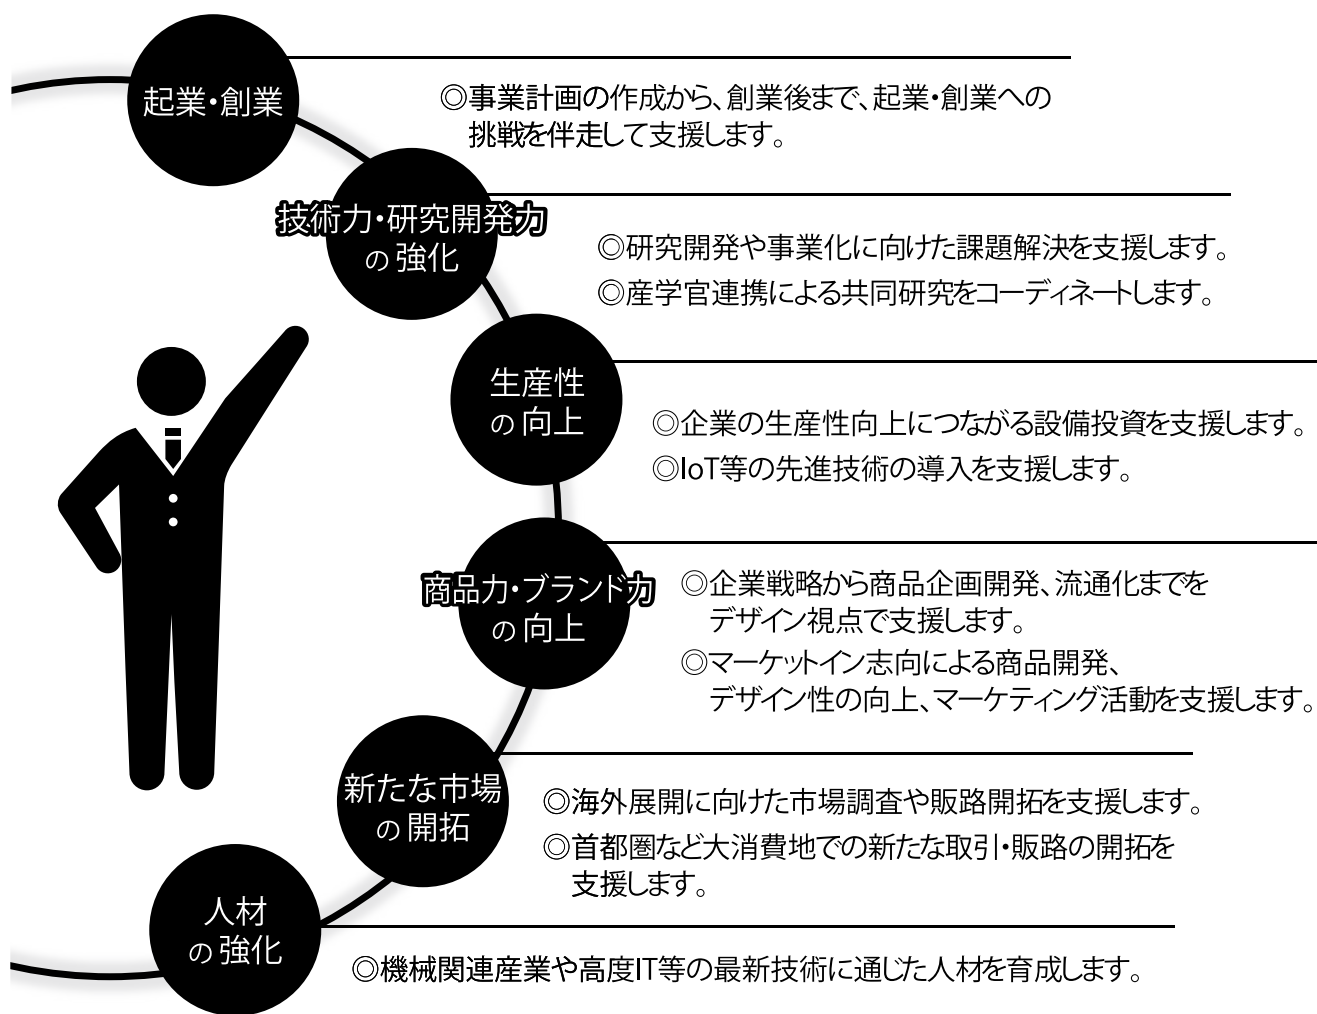 起業・創業
◎事業計画の作成から、創業後まで、起業・創業への
挑戦を伴走して支援します。
技術力・研究開発力
の強化
◎研究開発や事業化に向けた課題解決を支援します。
◎産学官連携による共同研究をコーディネートします。
生産性
の向上
◎企業の生産性向上につながる設備投資を支援します。
◎IoT等の先進技術の導入を支援します。
商品力・ブランド力
の向上
◎企業戦略から商品企画開発、流通化までを
デザイン視点で支援します。
◎マーケットイン志向による商品開発、
デザイン性の向上、マーケティング活動を支援します。
新たな市場
の開拓
◎海外展開に向けた市場調査や販路開拓を支援します。
◎首都圏など大消費地での新たな取引・販路の開拓を
支援します。
人材
の強化
◎機械関連産業や高度IT等の最新技術に通じた人材を育成します。